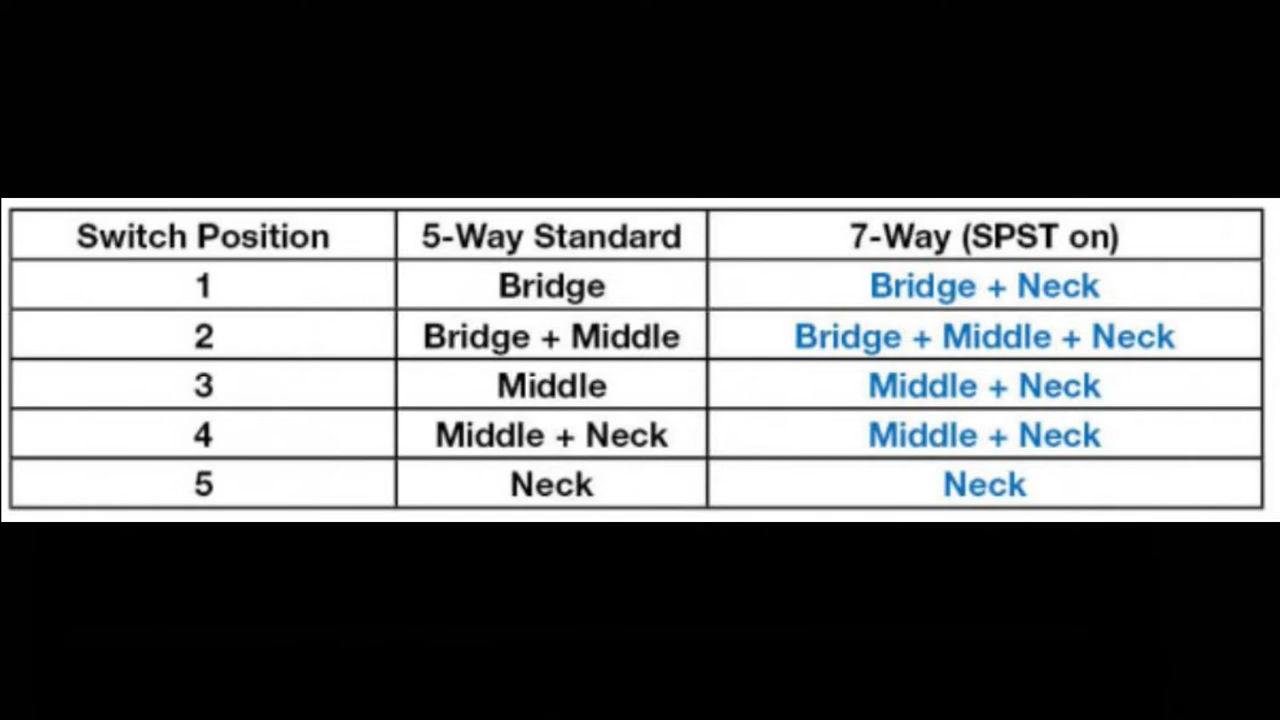 Switch Position 5-Way Standard 7-Way (SPST on)
1 Bridge Bridge + Neck
2 Bridge + Middle Bridge + Middle + Neck
3 Middle Middle + Neck
4 Middle + Neck Middle + Neck
5 Neck Neck